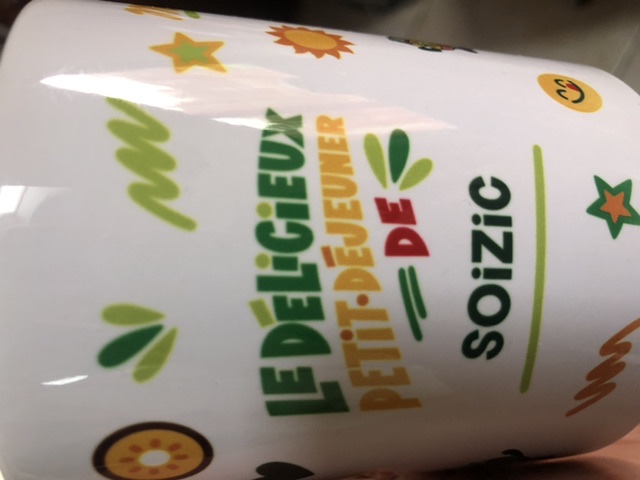 LE DÉLiCiEUX
PETiT·DÉJEUNER
DE
SOiZiC